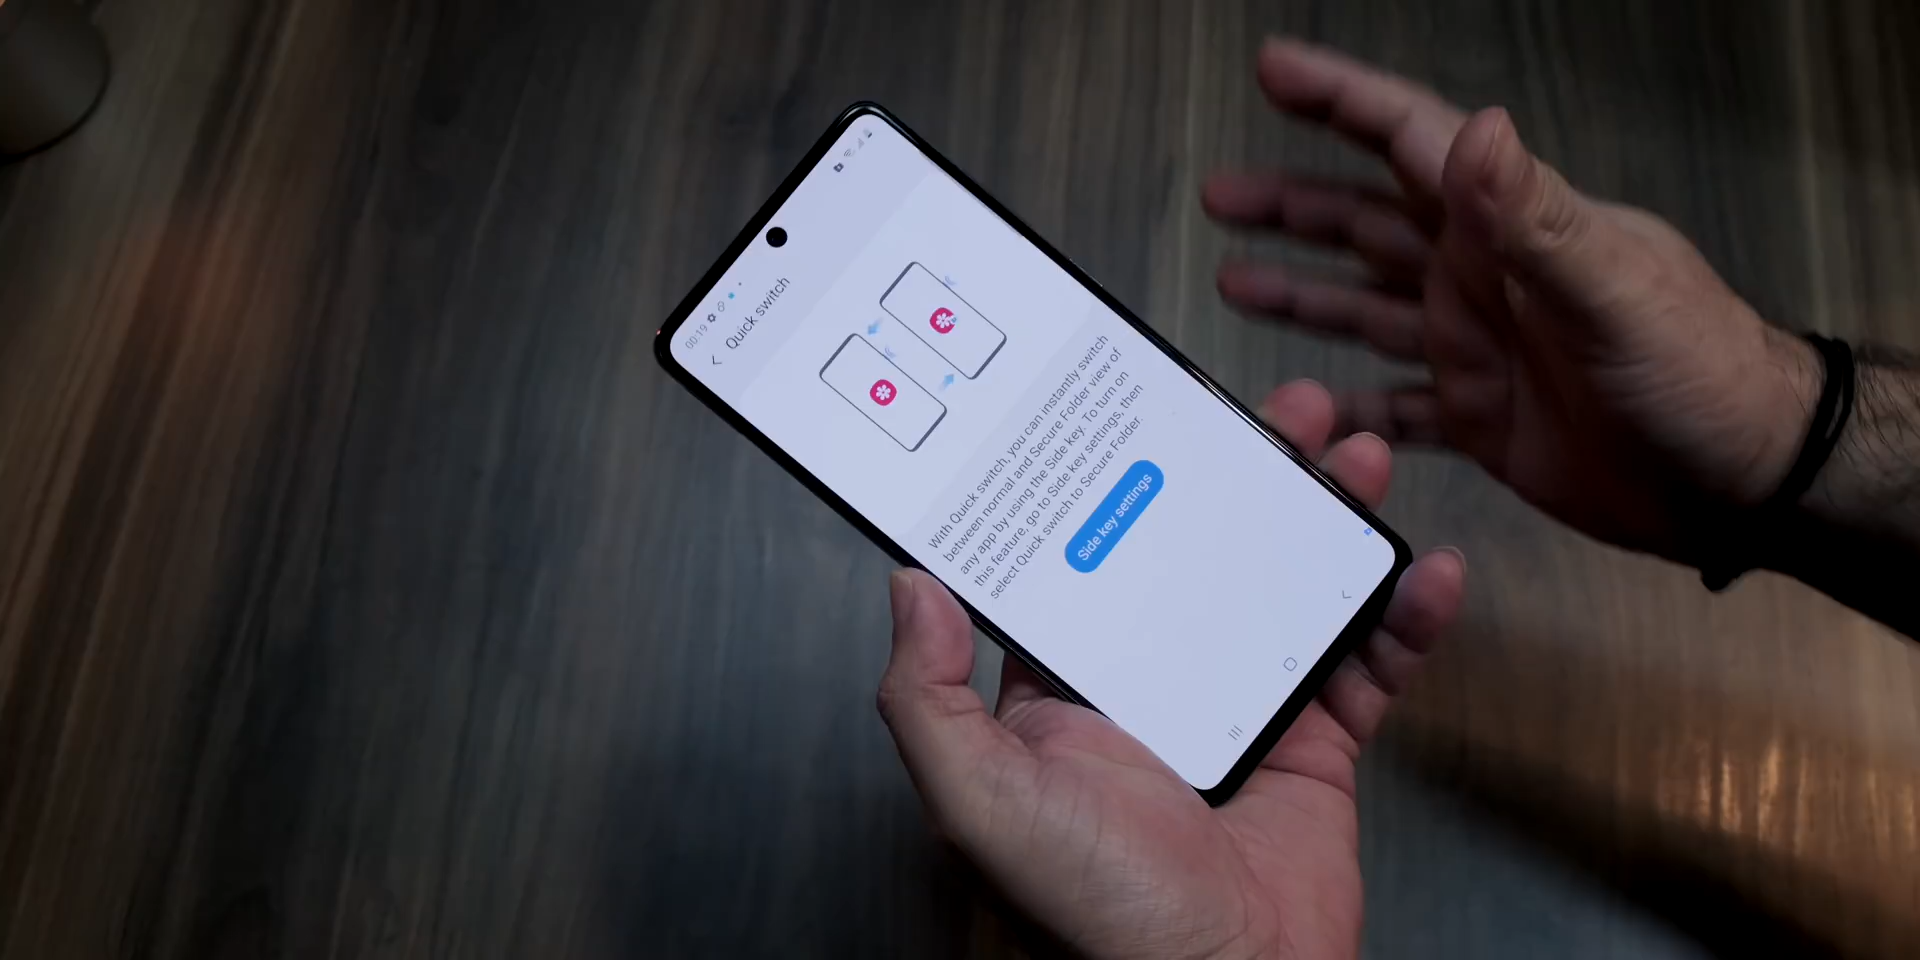 00:19
Quick switch
With Quick switch, you can instantly switch
between normal and Secure Folder view of
any app by using the Side key. To turn on
this feature, go to Side key settings, then
select Quick switch to Secure Folder.
Side key settings